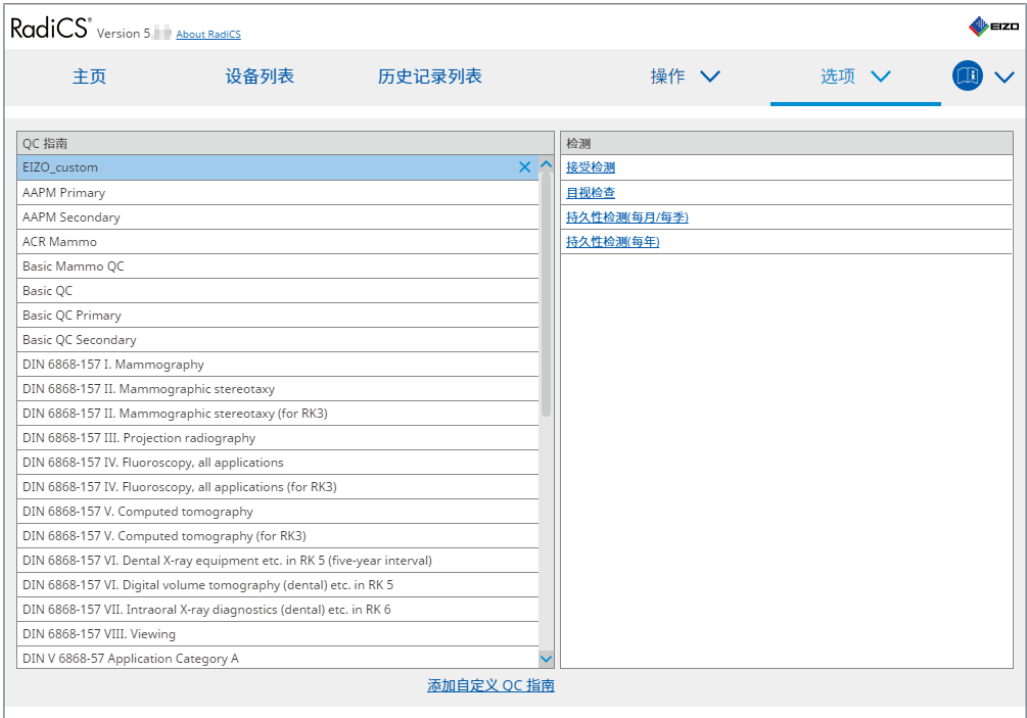 RadiCS® Version 5. About RadiCS
EIZO
主页 设备列表 历史记录列表 操作 选项
QC 指南
EIZO_custom
AAPM Primary
AAPM Secondary
ACR Mammo
Basic Mammo QC
Basic QC
Basic QC Primary
Basic QC Secondary
DIN 6868-157 I. Mammography
DIN 6868-157 II. Mammographic stereotaxy
DIN 6868-157 II. Mammographic stereotaxy (for RK3)
DIN 6868-157 III. Projection radiography
DIN 6868-157 IV. Fluoroscopy, all applications
DIN 6868-157 IV. Fluoroscopy, all applications (for RK3)
DIN 6868-157 V. Computed tomography
DIN 6868-157 V. Computed tomography (for RK3)
DIN 6868-157 VI. Dental X-ray equipment etc. in RK 5 (five-year interval)
DIN 6868-157 VI. Digital volume tomography (dental) etc. in RK 5
DIN 6868-157 VII. Intraoral X-ray diagnostics (dental) etc. in RK 6
DIN 6868-157 VIII. Viewing
DIN V 6868-57 Application Category A
检测
接受检测
目视检查
持久性检测(每月/每季)
持久性检测(每年)
添加自定义 QC 指南